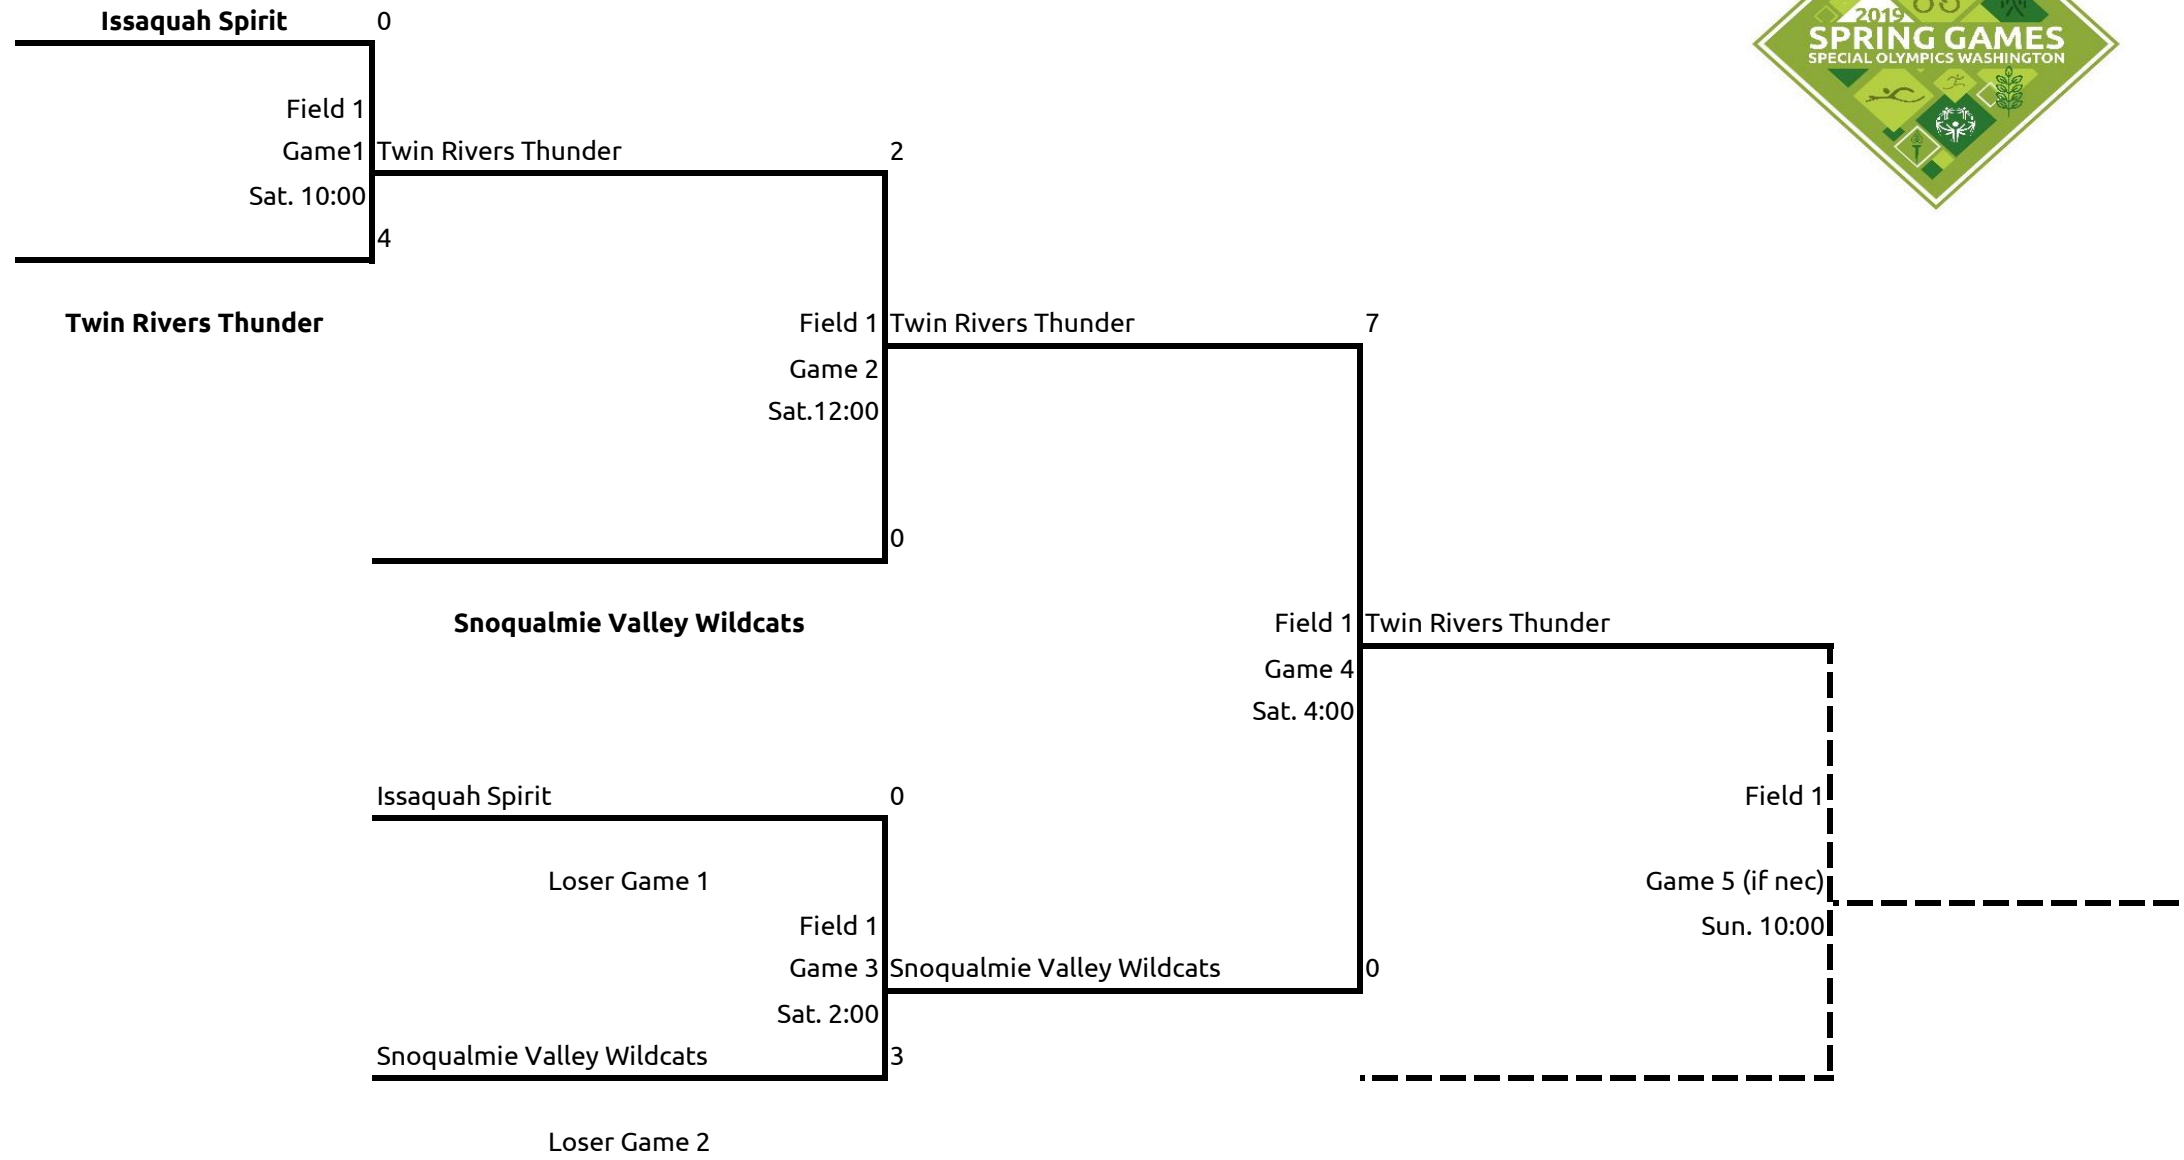 Issaquah Spirit 0
2019
SPRING GAMES
SPECIAL OLYMPICS WASHINGTON
Field 1
Game1 Twin Rivers Thunder 2
Sat. 10:00
4
Twin Rivers Thunder Field 1 Twin Rivers Thunder 7
Game 2
Sat.12:00
0
Snoqualmie Valley Wildcats Field 1 Twin Rivers Thunder
Game 4
Sat. 4:00
Issaquah Spirit 0 Field 1
Loser Game 1 Game 5 (if nec)
Field 1 Sun. 10:00
Game 3 Snoqualmie Valley Wildcats 0
Sat. 2:00
Snoqualmie Valley Wildcats 3
Loser Game 2